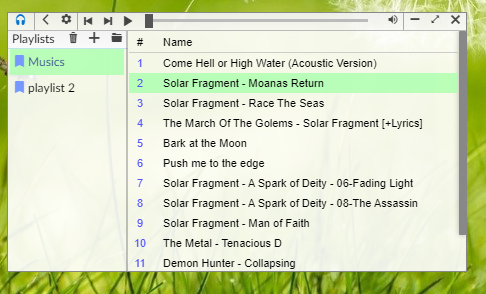 Playlists
Musics
playlist 2
# Name
1 Come Hell or High Water (Acoustic Version)
2 Solar Fragment - Moanas Return
3 Solar Fragment - Race The Seas
4 The March Of The Golems - Solar Fragment [+Lyrics]
5 Bark at the Moon
6 Push me to the edge
7 Solar Fragment - A Spark of Deity - 06-Fading Light
8 Solar Fragment - A Spark of Deity - 08-The Assassin
9 Solar Fragment - Man of Faith
10 The Metal - Tenacious D
11 Demon Hunter - Collapsing